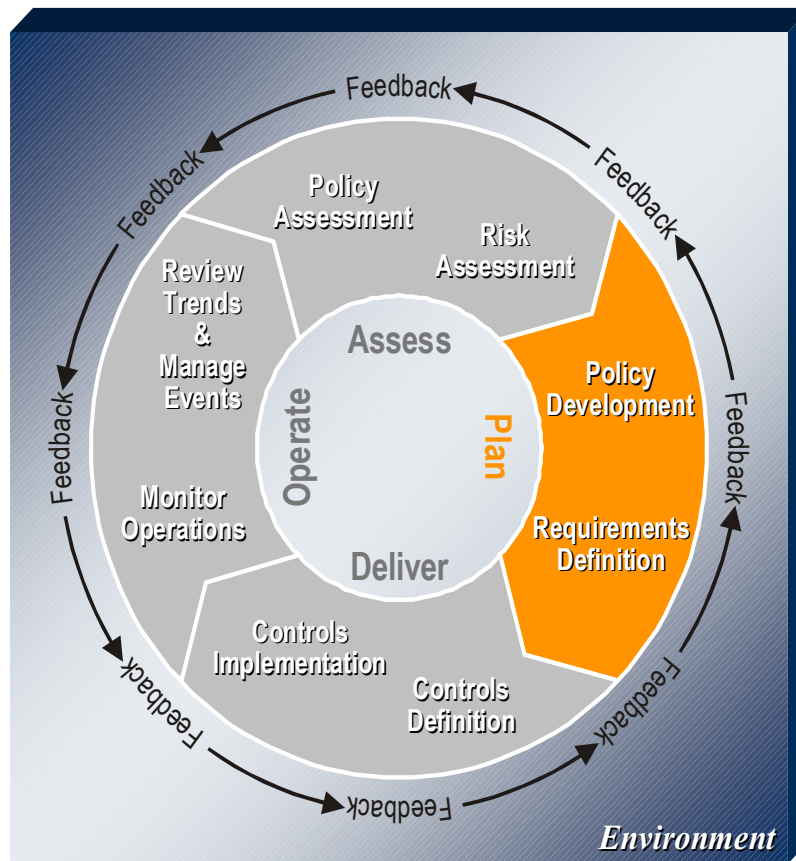 Feedback
Feedback
Feedback
Policy
Assessment
Risk
Assessment
Review
Trends
&
Manage
Events
Assess
Policy
Development
Operate
Plan
Feedback
Feedback
Monitor
Operations
Requirements
Definition
Deliver
Controls
Implementation
Controls
Definition
Feedback
Feedback
Feedback
Environment